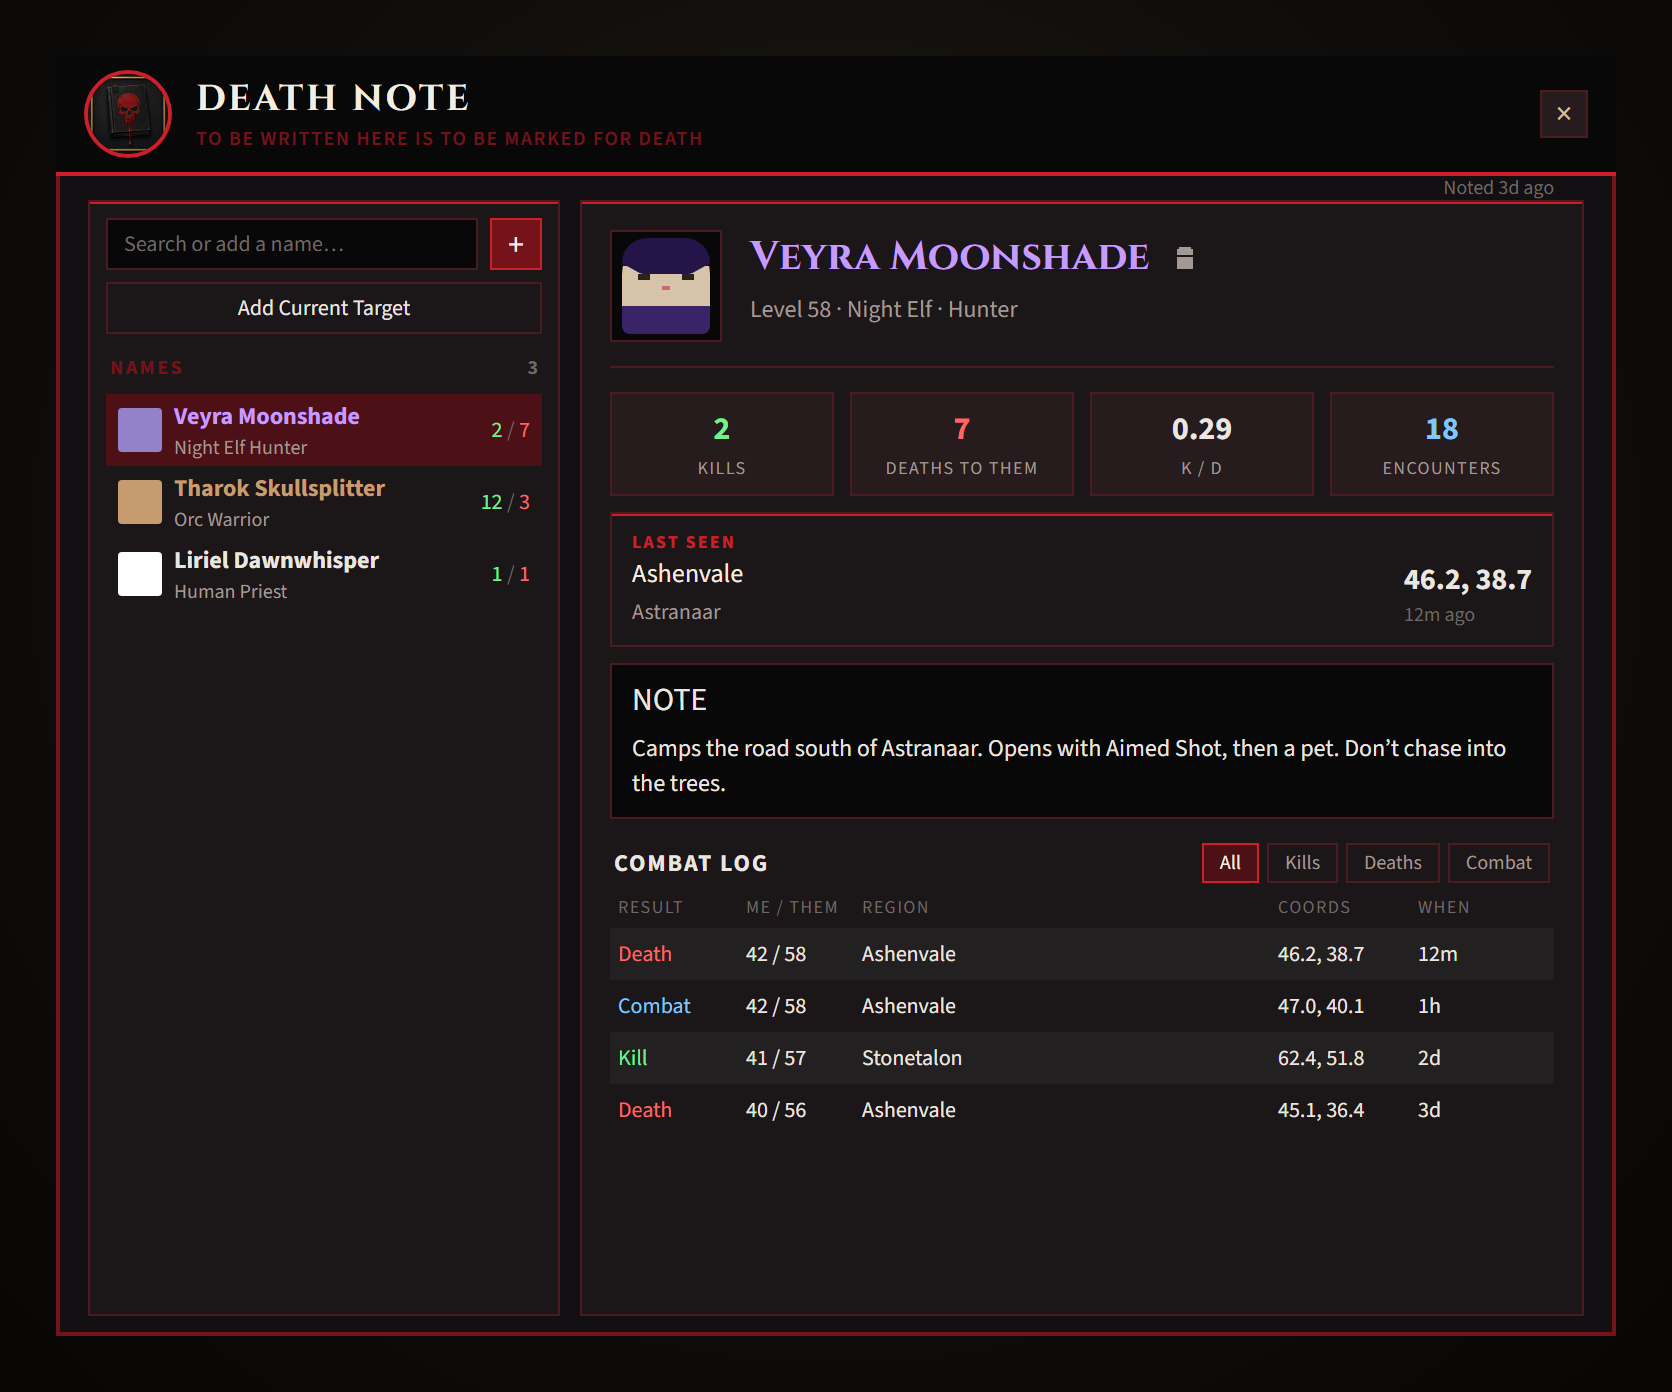 DEATH NOTE
TO BE WRITTEN HERE IS TO BE MARKED FOR DEATH
×
Noted 3d ago
Search or add a name…
+
Add Current Target
NAMES 3
Veyra Moonshade
Night Elf Hunter
2 / 7
Tharok Skullsplitter
Orc Warrior
12 / 3
Liriel Dawnwhisper
Human Priest
1 / 1
VEYRA MOONSHADE
Level 58 · Night Elf · Hunter
2
KILLS
7
DEATHS TO THEM
0.29
K / D
18
ENCOUNTERS
LAST SEEN
Ashenvale
Astranaar
46.2, 38.7
12m ago
NOTE
Camps the road south of Astranaar. Opens with Aimed Shot, then a pet. Don’t chase into
the trees.
COMBAT LOG
All Kills Deaths Combat
RESULT ME / THEM REGION COORDS WHEN
Death 42 / 58 Ashenvale 46.2, 38.7 12m
Combat 42 / 58 Ashenvale 47.0, 40.1 1h
Kill 41 / 57 Stonetalon 62.4, 51.8 2d
Death 40 / 56 Ashenvale 45.1, 36.4 3d